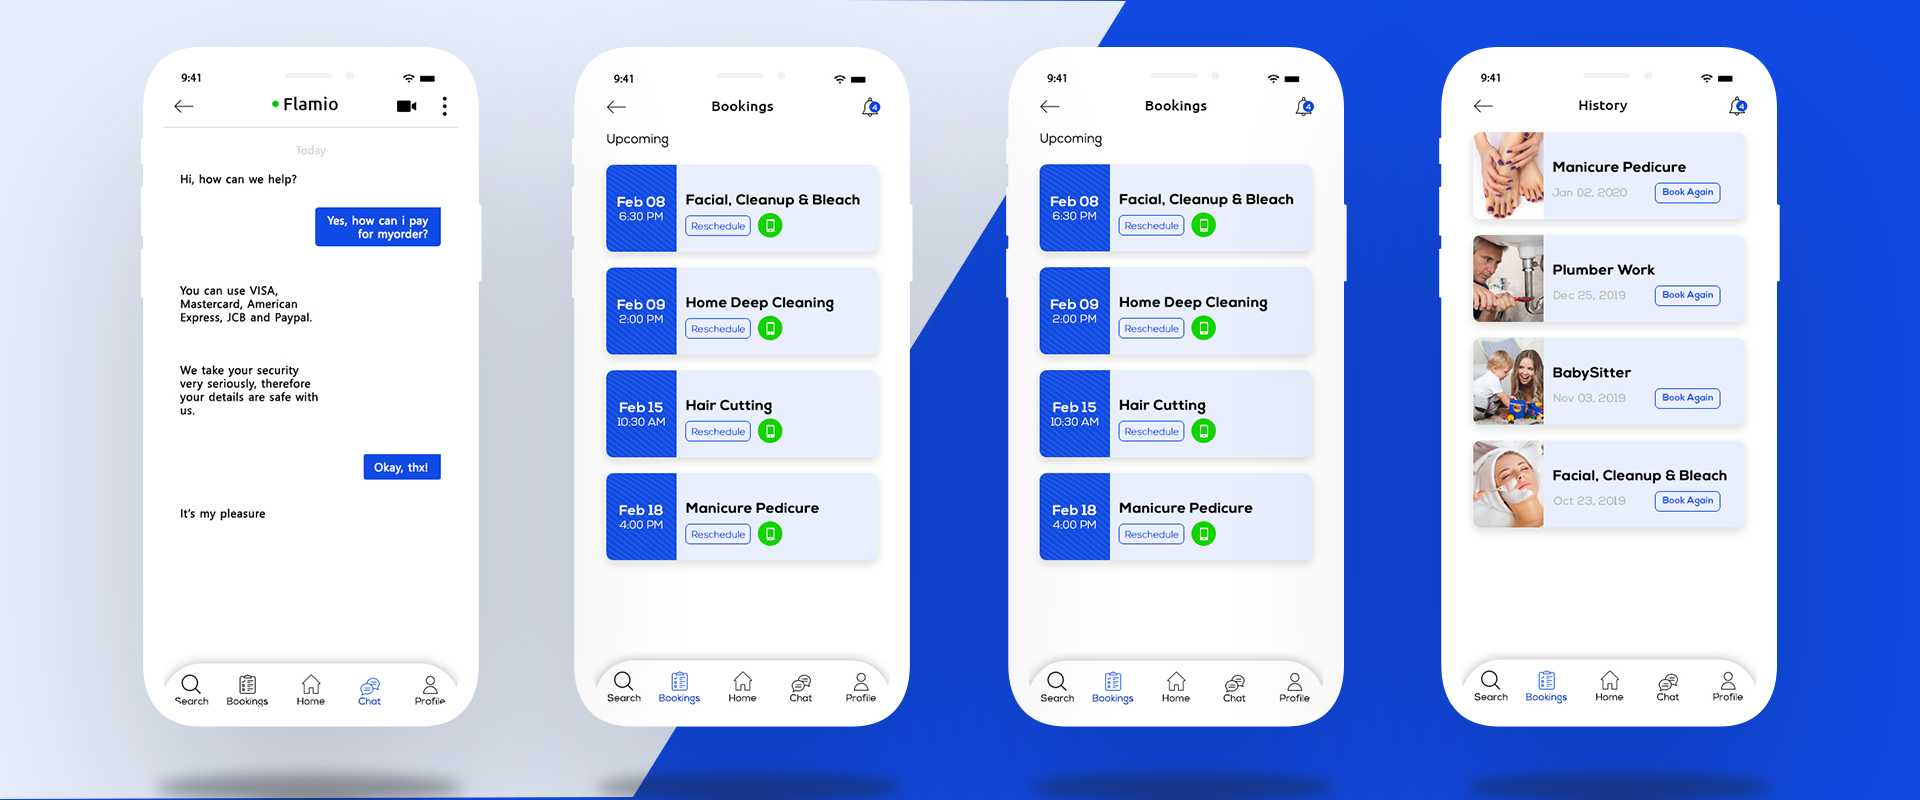 9:41
Flamio
Today
Hi, how can we help?
Yes, how can i pay
for myorder?
You can use VISA,
Mastercard, American
Express, JCB and Paypal.
We take your security
very seriously, therefore
your details are safe with
us.
Okay, thx!
It's my pleasure
Search Bookings Home Chat Profile
9:41
Bookings 4
Upcoming
Feb 08
6:30 PM
Facial, Cleanup & Bleach
Reschedule
Feb 09
2:00 PM
Home Deep Cleaning
Reschedule
Feb 15
10:30 AM
Hair Cutting
Reschedule
Feb 18
4:00 PM
Manicure Pedicure
Reschedule
Search Bookings Home Chat Profile
9:41
Bookings 4
Upcoming
Feb 08
6:30 PM
Facial, Cleanup & Bleach
Reschedule
Feb 09
2:00 PM
Home Deep Cleaning
Reschedule
Feb 15
10:30 AM
Hair Cutting
Reschedule
Feb 18
4:00 PM
Manicure Pedicure
Reschedule
Search Bookings Home Chat Profile
9:41
History 4
Manicure Pedicure
Jan 02, 2020 Book Again
Plumber Work
Dec 25, 2019 Book Again
BabySitter
Nov 03, 2019 Book Again
Facial, Cleanup & Bleach
Oct 23, 2019 Book Again
Search Bookings Home Chat Profile